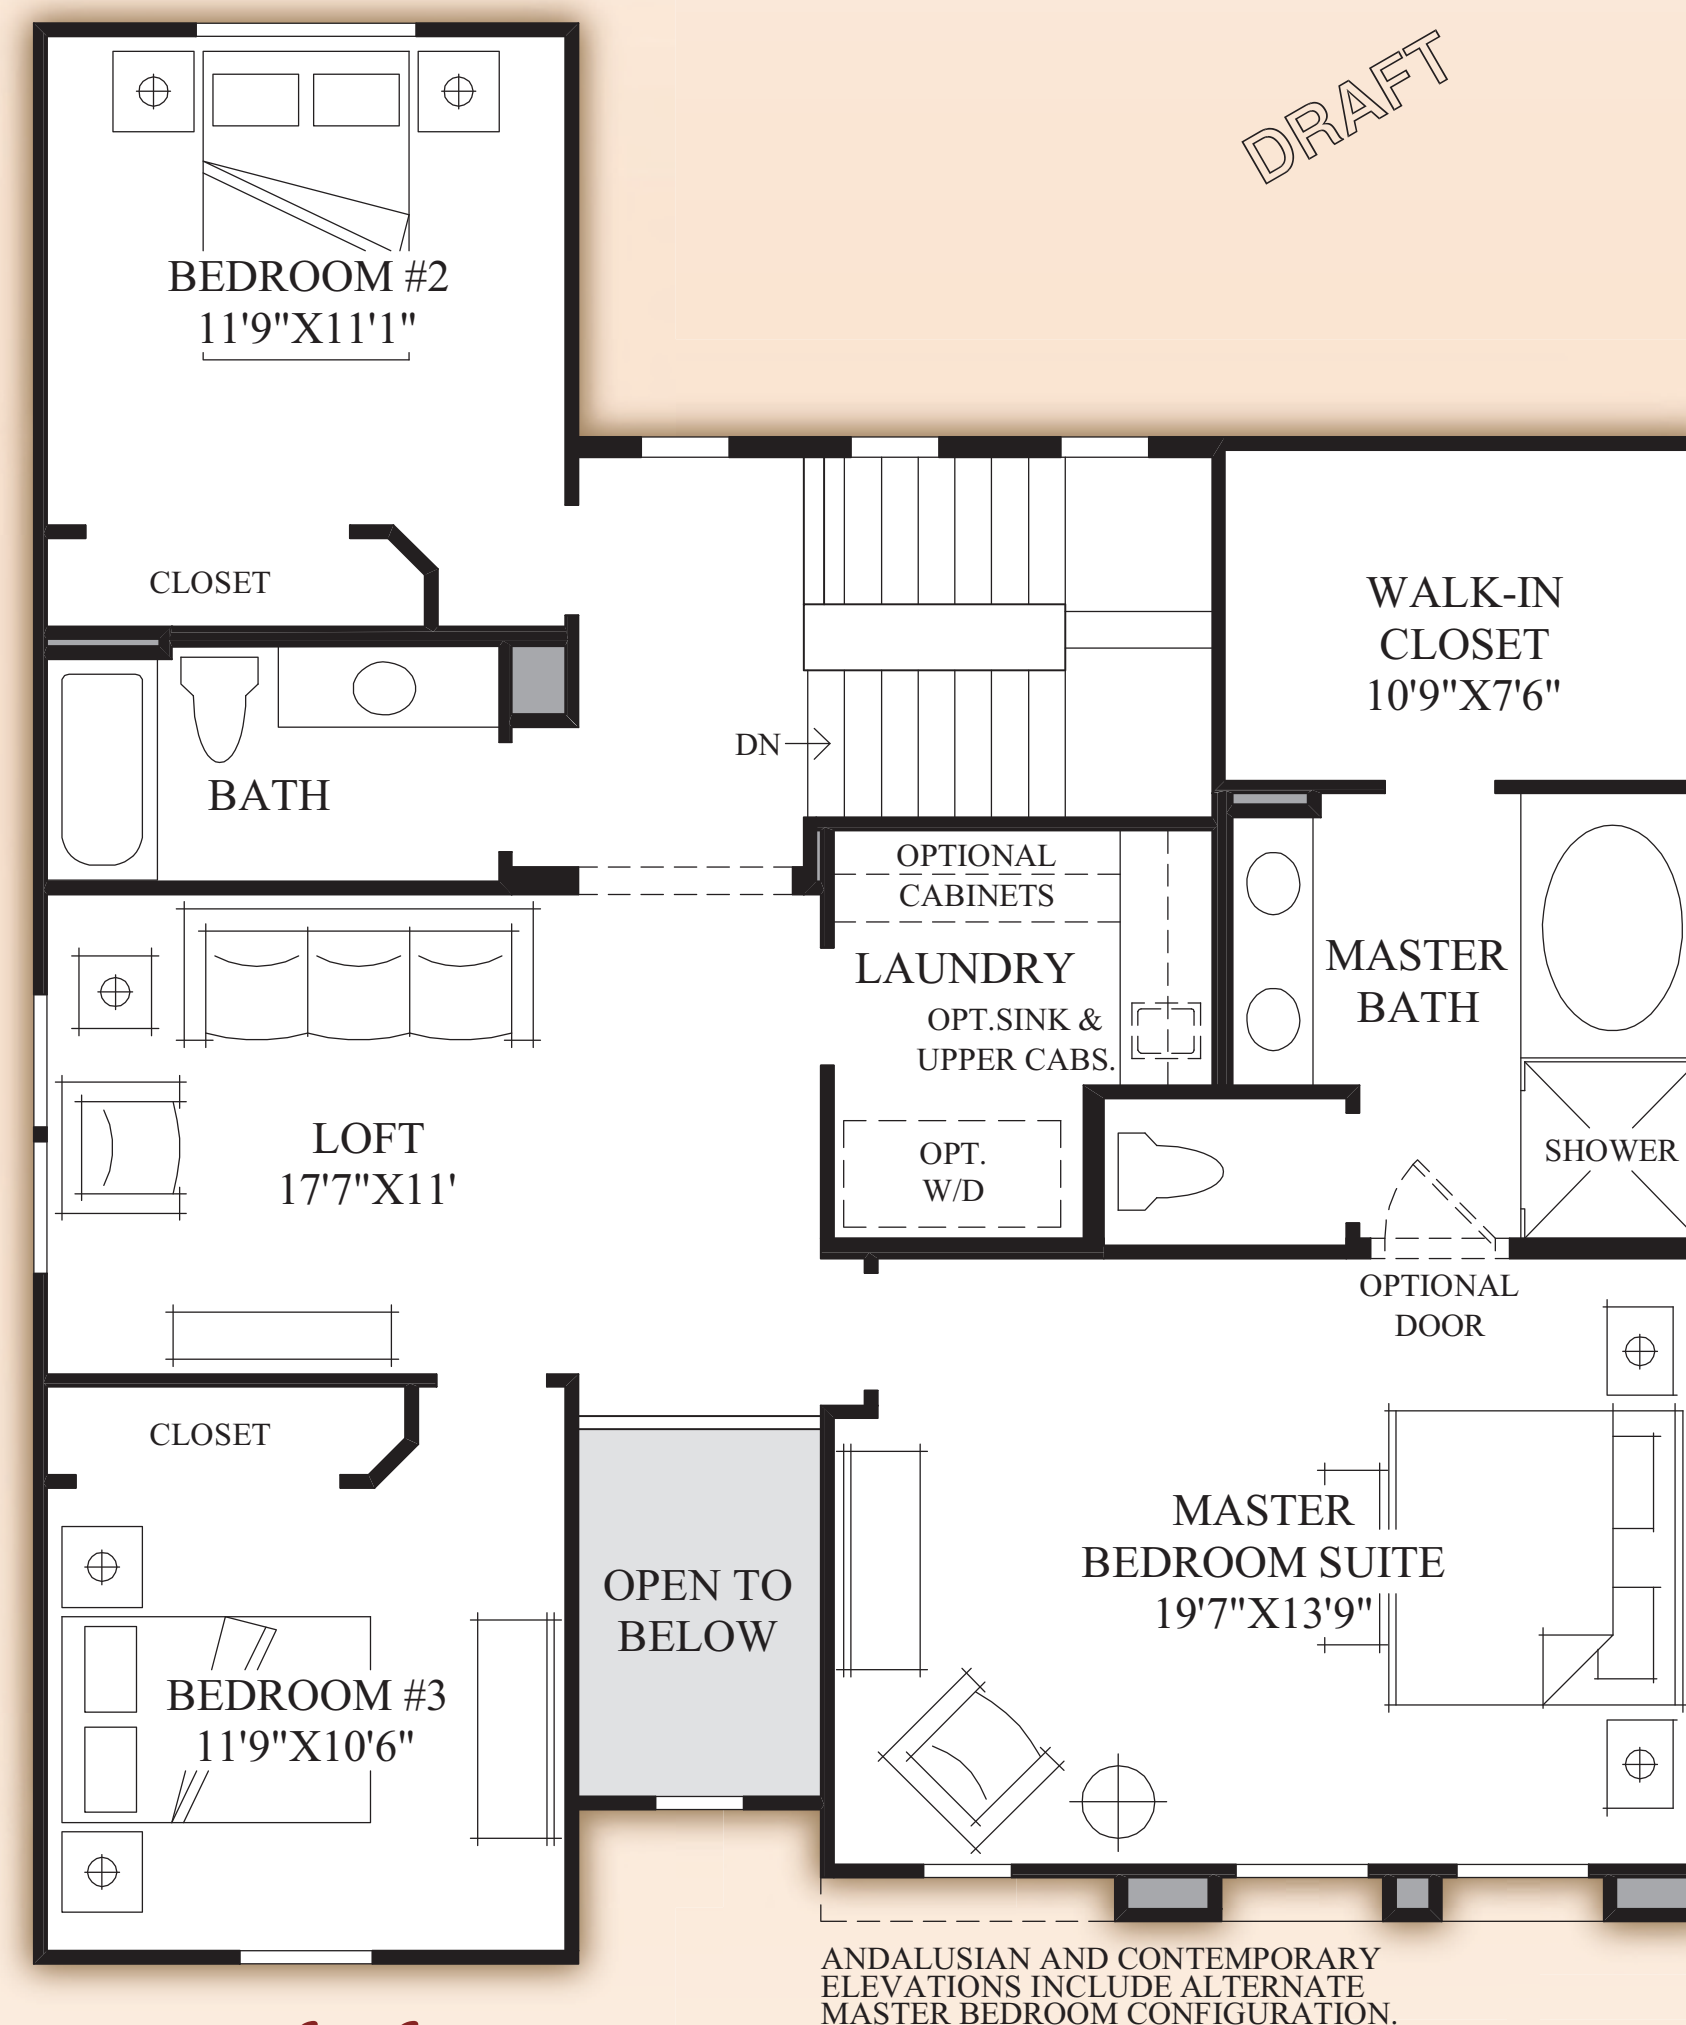 DRAFT
BEDROOM #2
11'9"X11'1"
CLOSET
WALK-IN
CLOSET
10'9"X7'6"
DN
BATH
OPTIONAL
CABINETS
LAUNDRY
OPT.SINK &
UPPER CABS.
MASTER
BATH
LOFT
17'7"X11'
OPT.
W/D
SHOWER
OPTIONAL
DOOR
CLOSET
MASTER
BEDROOM SUITE
19'7"X13'9"
OPEN TO
BELOW
BEDROOM #3
11'9"X10'6"
ANDALUSIAN AND CONTEMPORARY
ELEVATIONS INCLUDE ALTERNATE
MASTER BEDROOM CONFIGURATION.